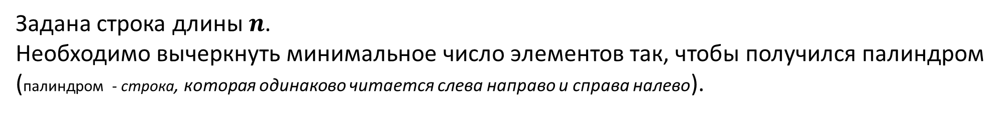 Задана строка длины n.
Необходимо вычеркнуть минимальное число элементов так, чтобы получился палиндром
(палиндром - строка, которая одинаково читается слева направо и справа налево).